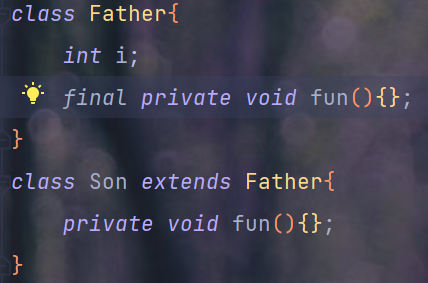 class Father{
    int i;
    final private void fun(){};
}
class Son extends Father{
    private void fun(){};
}